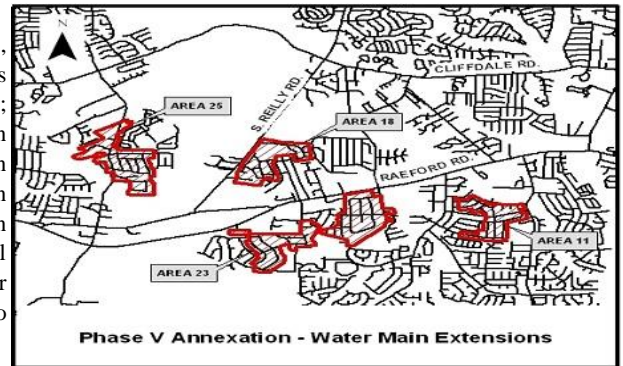 N
CLIFFDALE RD.
AREA 25
S. REILLY RD.
AREA 18
RAEFORD RD.
AREA 11
AREA 23
Phase V Annexation - Water Main Extensions